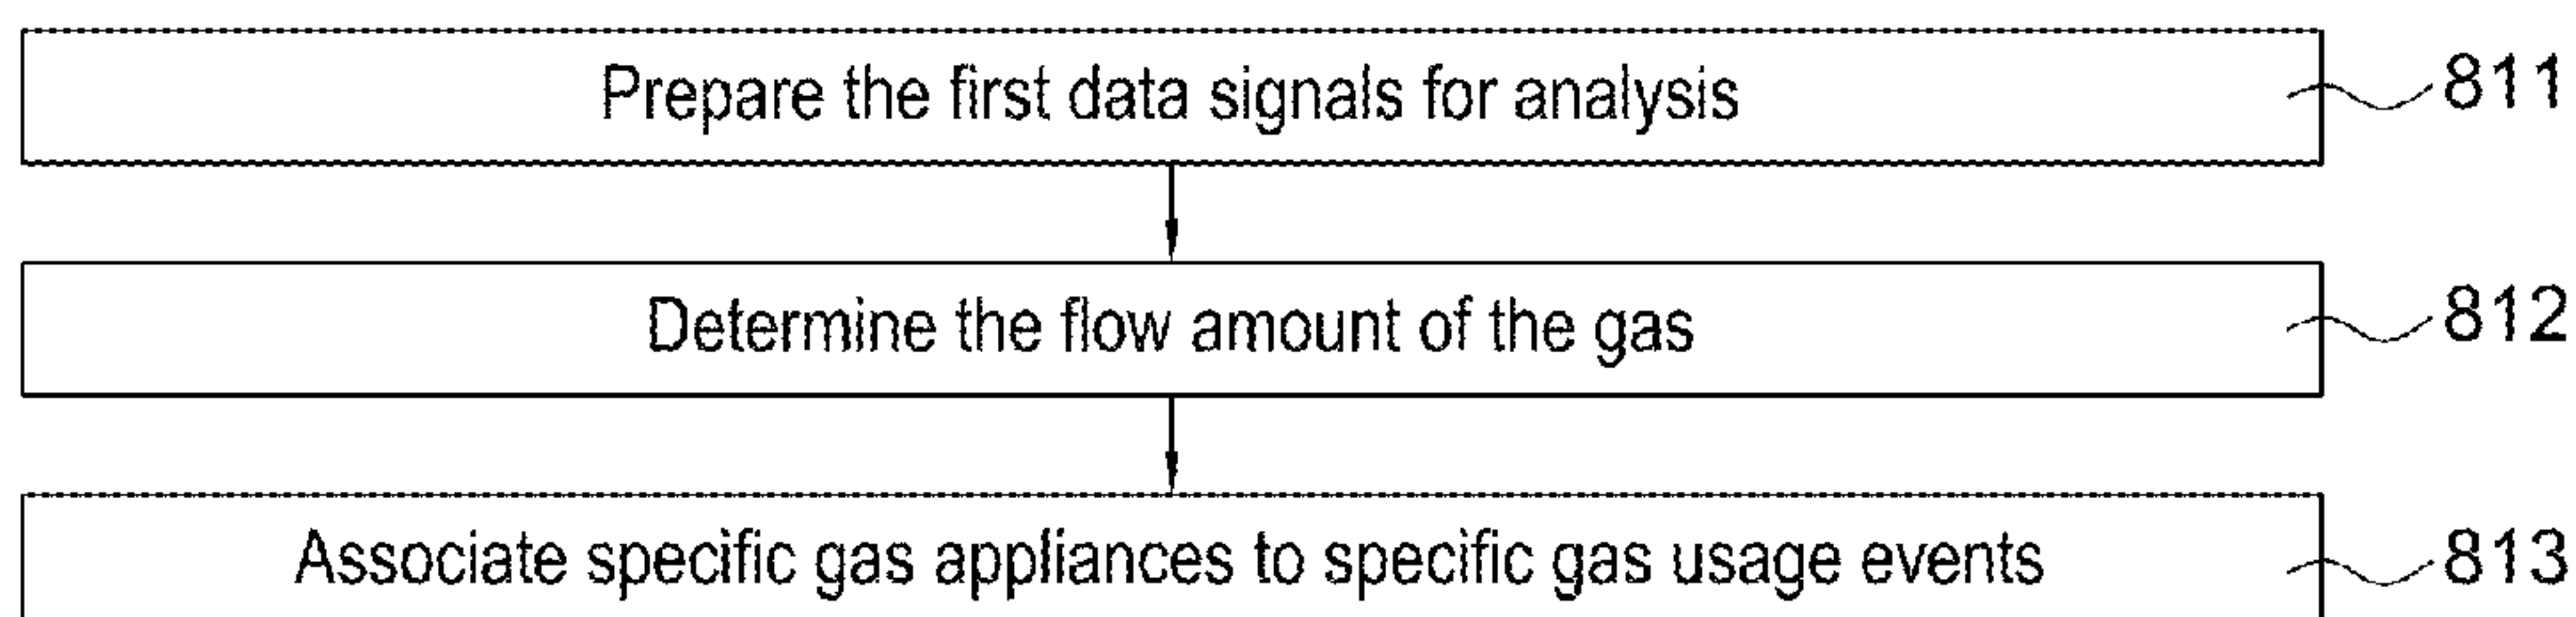 Prepare the first data signals for analysis 811
Determine the flow amount of the gas 812
Associate specific gas appliances to specific gas usage events 813